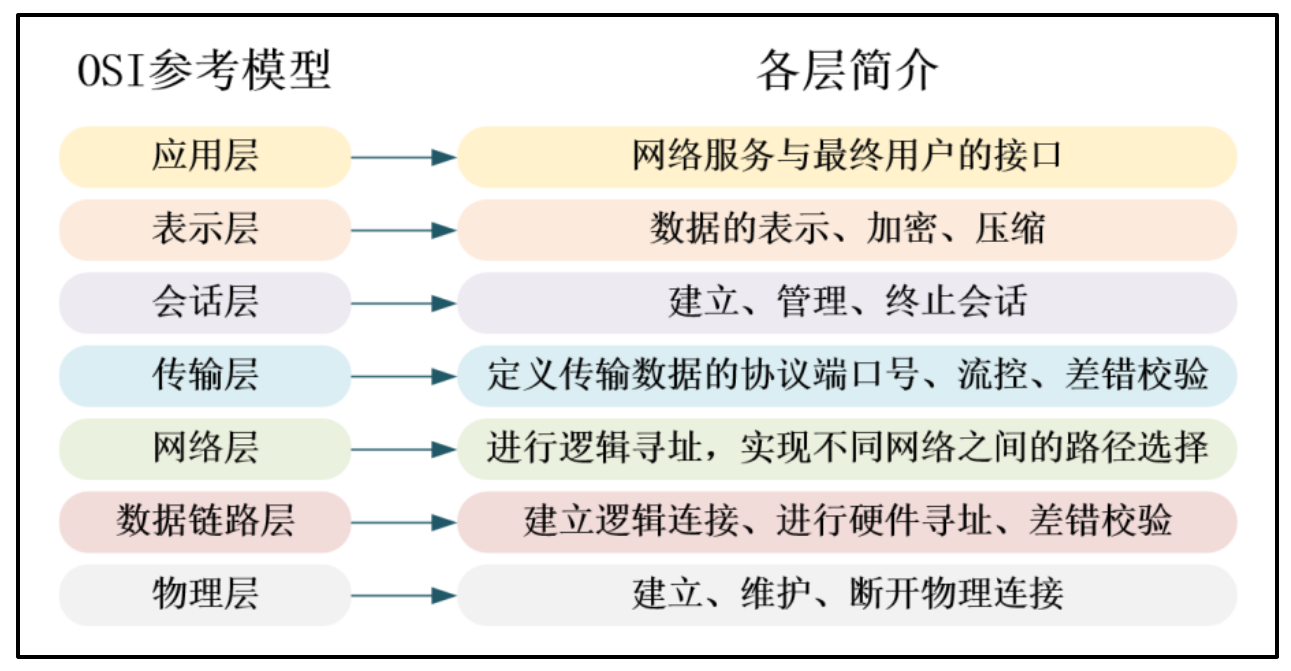 OSI参考模型 各层简介
应用层 网络服务与最终用户的接口
表示层 数据的表示、加密、压缩
会话层 建立、管理、终止会话
传输层 定义传输数据的协议端口号、流控、差错校验
网络层 进行逻辑寻址，实现不同网络之间的路径选择
数据链路层 建立逻辑连接、进行硬件寻址、差错校验
物理层 建立、维护、断开物理连接